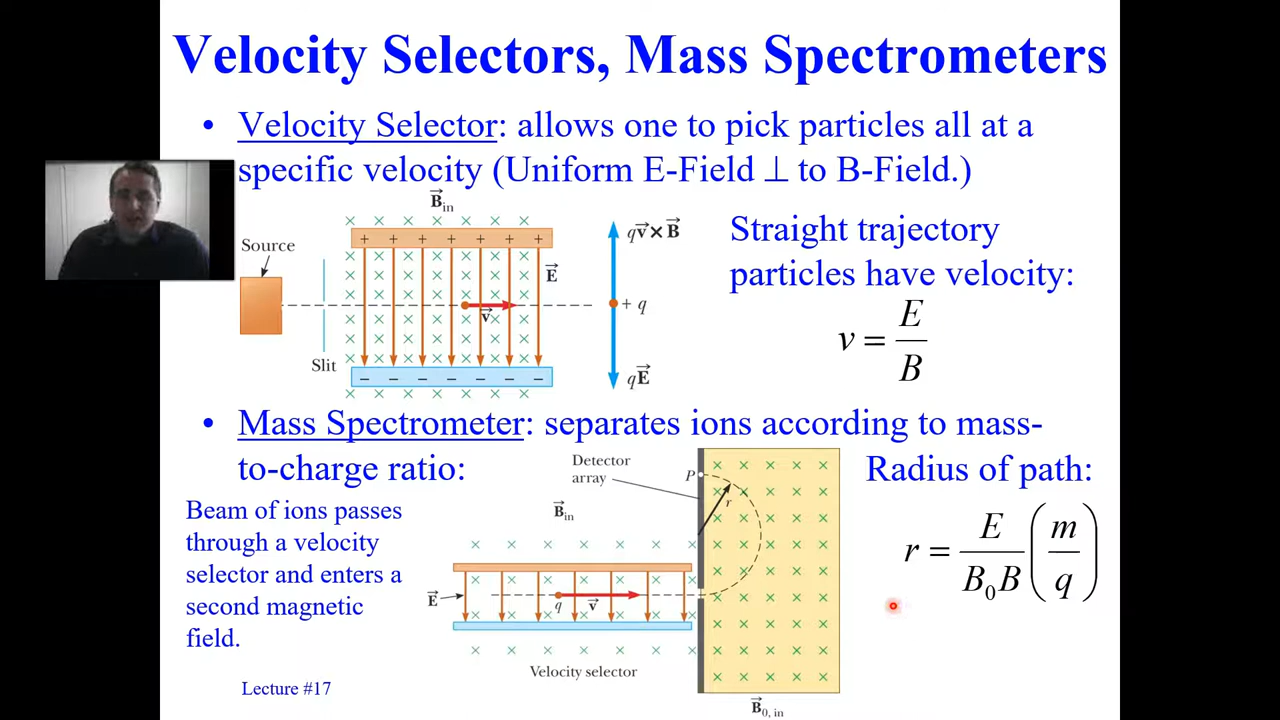 Velocity Selectors, Mass Spectrometers
• Velocity Selector: allows one to pick particles all at a
specific velocity (Uniform E-Field ⊥ to B-Field.)
B⃗in
Source
+ + + + + + +
E⃗
v⃗
Slit
− − − − − − −
qv⃗×B⃗
+ q
qE⃗
Straight trajectory
particles have velocity:
v = E/B
• Mass Spectrometer: separates ions according to mass-
to-charge ratio:
Beam of ions passes
through a velocity
selector and enters a
second magnetic
field.
Detector
array
P
r
B⃗in
E⃗
q
v⃗
Velocity selector
B⃗0, in
Radius of path:
r = E/B₀B (m/q)
Lecture #17